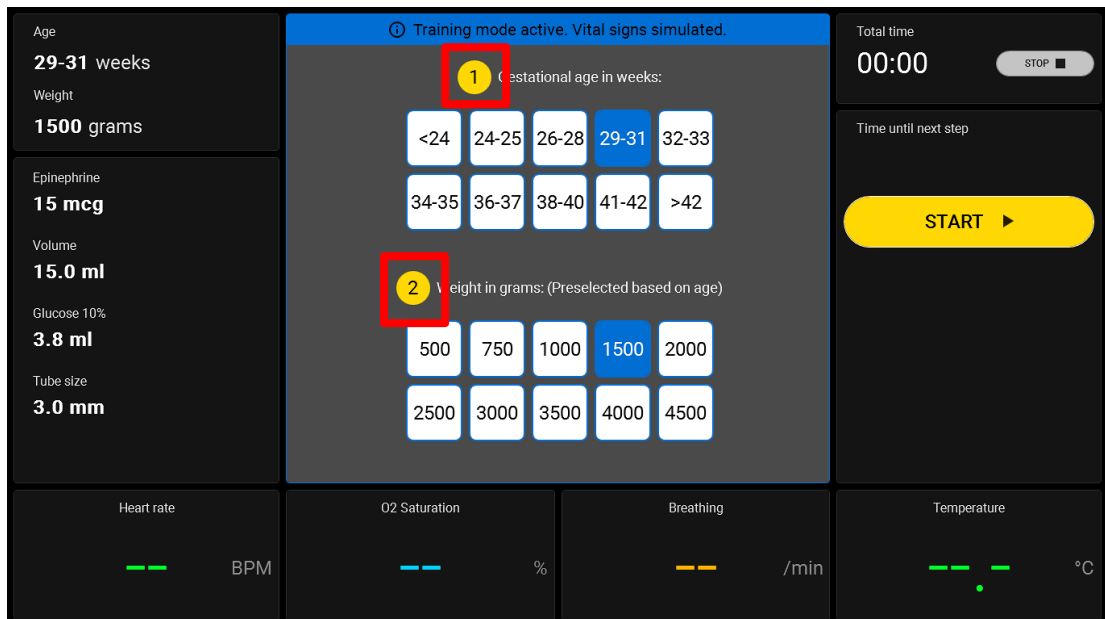 Age
29-31 weeks
Weight
1500 grams
Epinephrine
15 mcg
Volume
15.0 ml
Glucose 10%
3.8 ml
Tube size
3.0 mm
Training mode active. Vital signs simulated.
1 Gestational age in weeks:
<24 24-25 26-28 29-31 32-33
34-35 36-37 38-40 41-42 >42
2 Weight in grams: (Preselected based on age)
500 750 1000 1500 2000
2500 3000 3500 4000 4500
Total time
00:00 STOP
Time until next step
START
Heart rate
-- BPM
O2 Saturation
-- %
Breathing
-- /min
Temperature
--.- °C